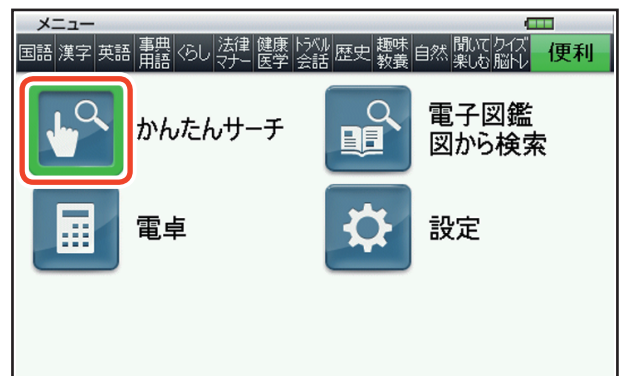 メニュー
国語 漢字 英語 事典用語 くらし 法律マナー 健康医学 トラベル会話 歴史 趣味教養 自然 聞いて楽しむ クイズ脳トレ 便利
かんたんサーチ
電子図鑑
図から検索
電卓
設定